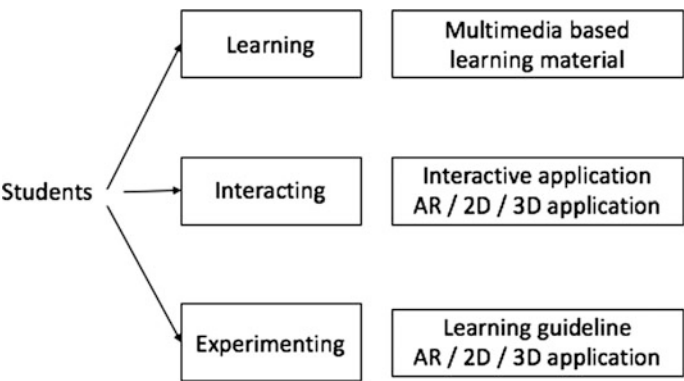 Learning
Multimedia based
learning material
Students
Interacting
Interactive application
AR / 2D / 3D application
Experimenting
Learning guideline
AR / 2D / 3D application